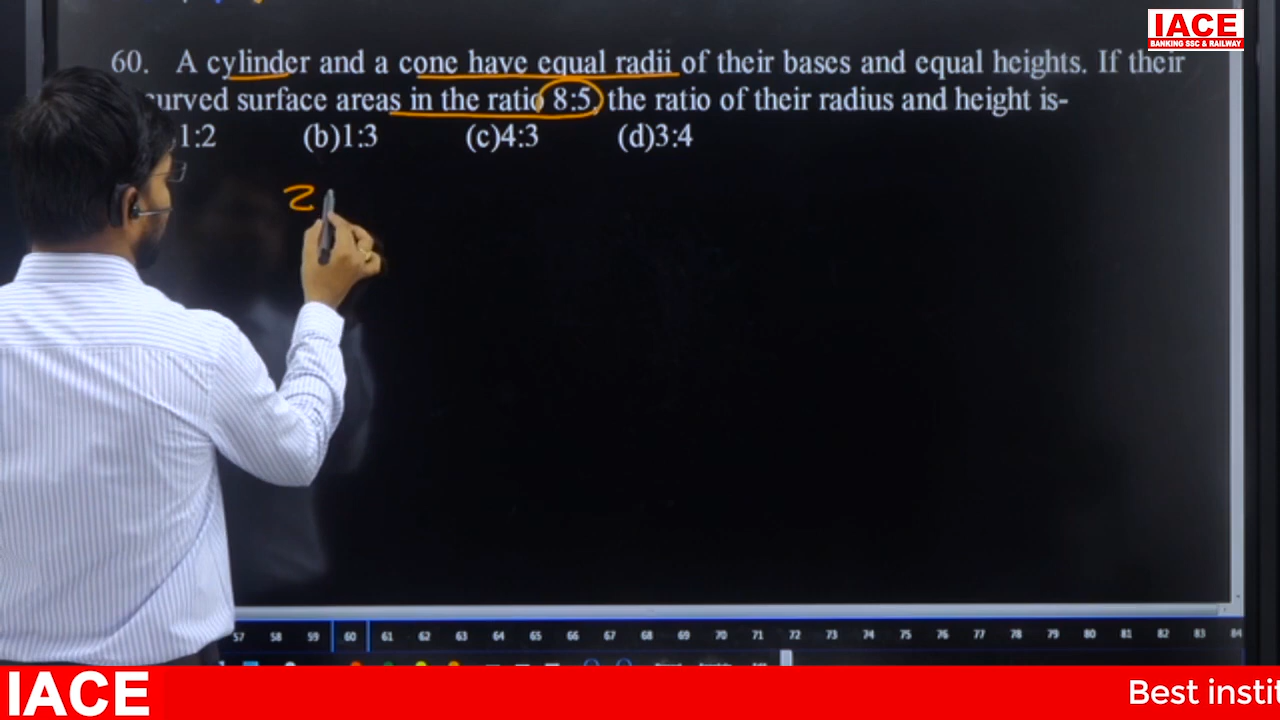 IACE
BANKING SSC & RAILWAY
60. A cylinder and a cone have equal radii of their bases and equal heights. If their
curved surface areas in the ratio 8:5, the ratio of their radius and height is-
1:2 (b)1:3 (c)4:3 (d)3:4
2
57 58 59 60 61 62 63 64 65 66 67 68 69 70 71 72 73 74 75 76 77 78 79 80 81 82 83 84
IACE
Best instit